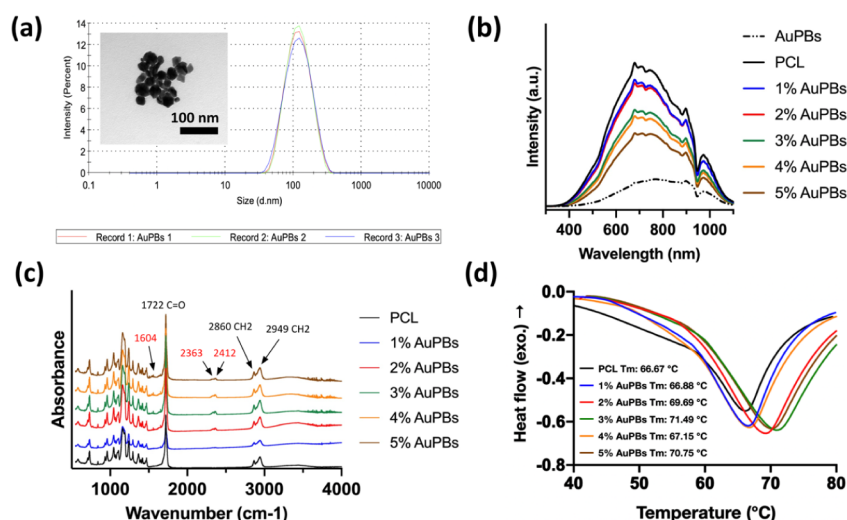 (a)
14
12
10
8
6
4
2
0
Intensity (Percent)
100 nm
0.1 1 10 100 1000 10000
Size (d.nm)
Record 1: AuPBs 1 Record 2: AuPBs 2 Record 3: AuPBs 3
(b)
Intensity (a.u.)
400 600 800 1000
Wavelength (nm)
AuPBs
PCL
1% AuPBs
2% AuPBs
3% AuPBs
4% AuPBs
5% AuPBs
(c)
Absorbance
1722 C=O
1604
2363 2412
2860 CH2
2949 CH2
1000 2000 3000 4000
Wavenumber (cm-1)
PCL
1% AuPBs
2% AuPBs
3% AuPBs
4% AuPBs
5% AuPBs
(d)
Heat flow (exo.) →
0.0
-0.2
-0.4
-0.6
-0.8
PCL Tm: 66.67 °C
1% AuPBs Tm: 66.88 °C
2% AuPBs Tm: 69.69 °C
3% AuPBs Tm: 71.49 °C
4% AuPBs Tm: 67.15 °C
5% AuPBs Tm: 70.75 °C
40 50 60 70 80
Temperature (°C)